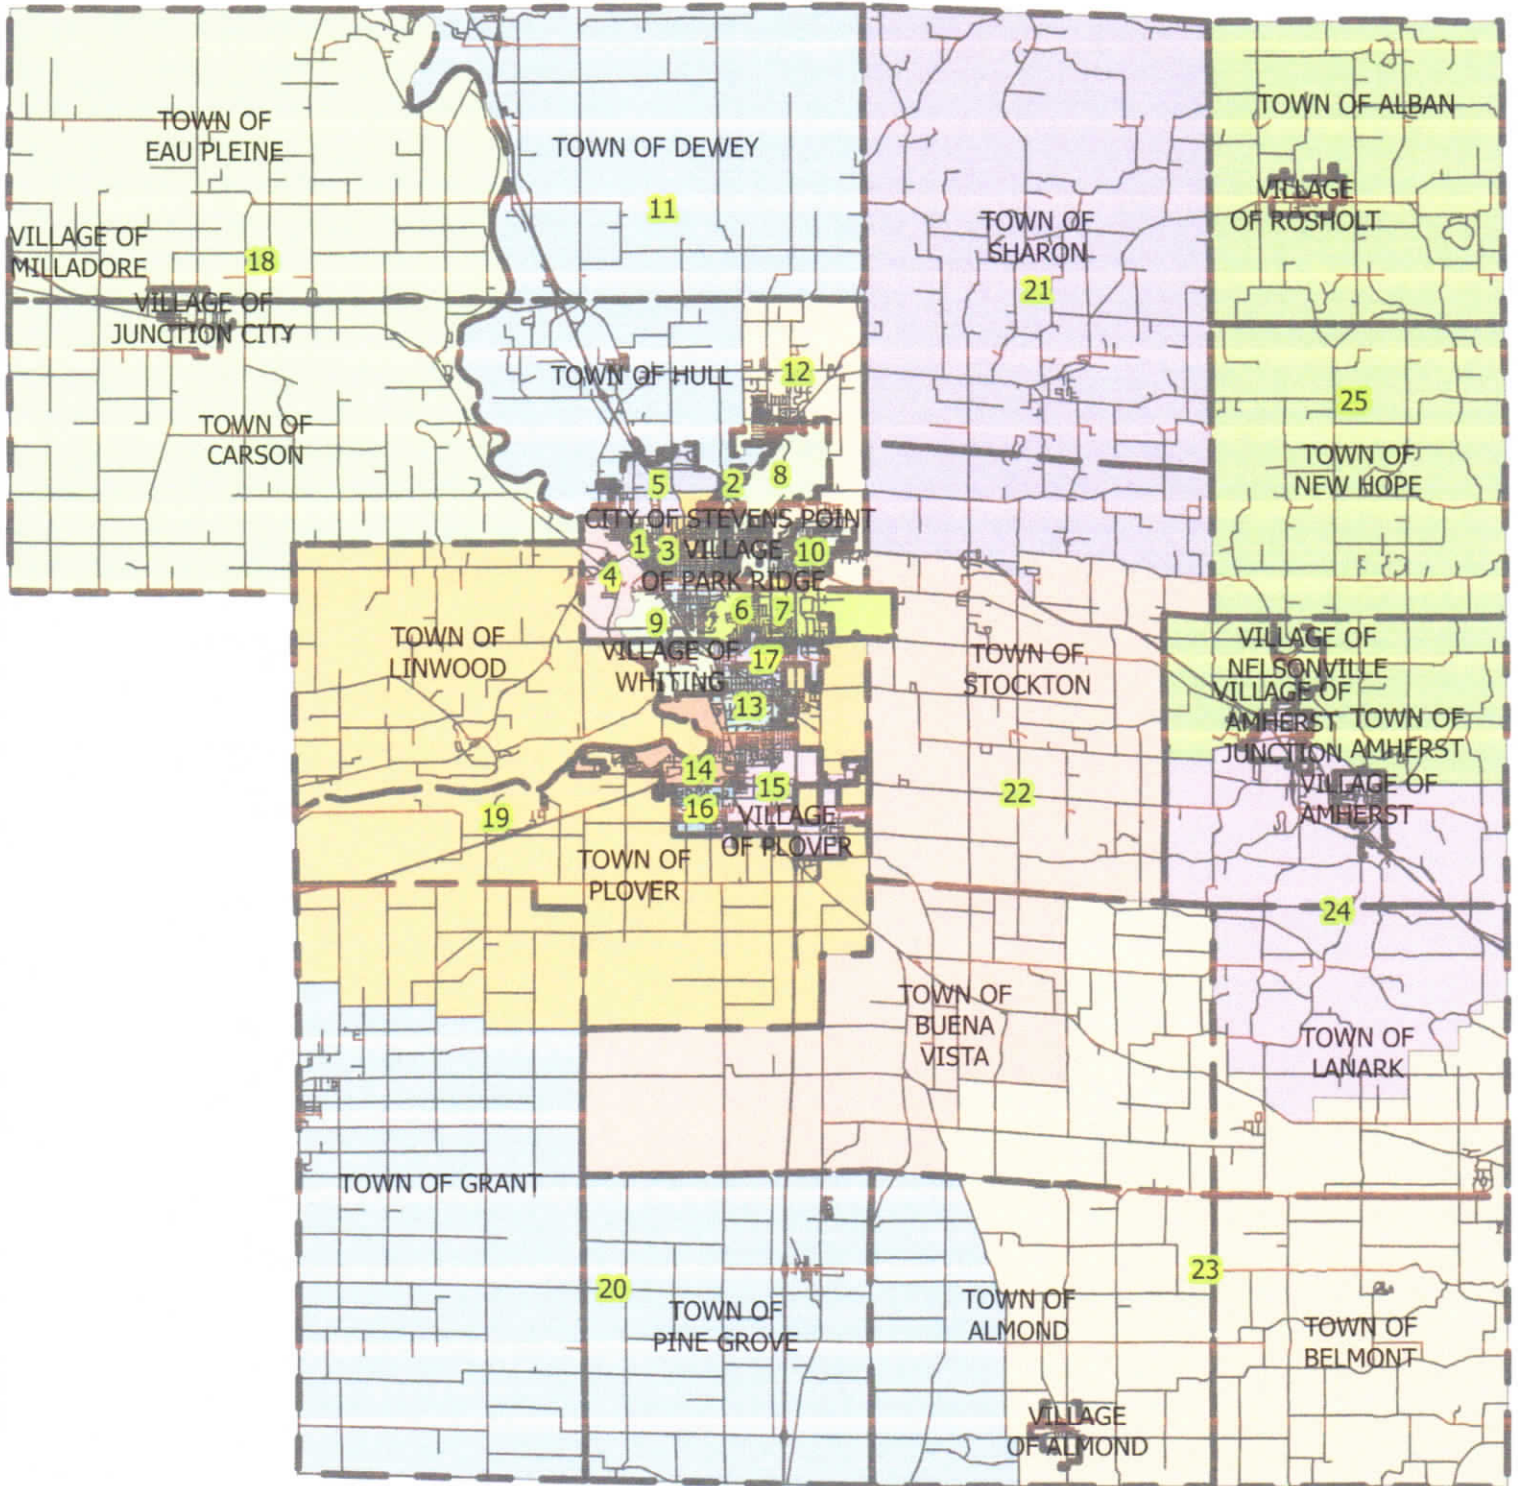 TOWN OF ALBAN
TOWN OF
EAU PLEINE
TOWN OF DEWEY
VILLAGE
OF ROSHOLT
11
TOWN OF
SHARON
VILLAGE OF
MILLADORE
18
21
VILLAGE OF
JUNCTION CITY
TOWN OF HULL
12
25
TOWN OF
CARSON
TOWN OF
NEW HOPE
5
2
8
CITY OF STEVENS POINT
1
3
VILLAGE
OF PARK RIDGE
10
4
6
7
9
TOWN OF
LINWOOD
VILLAGE OF
WHITING
17
TOWN OF
STOCKTON
VILLAGE OF
NELSONVILLE
VILLAGE OF
AMHERST
JUNCTION
TOWN OF
AMHERST
13
14
15
16
VILLAGE
OF PLOVER
22
VILLAGE OF
AMHERST
19
TOWN OF
PLOVER
24
TOWN OF
BUENA
VISTA
TOWN OF
LANARK
TOWN OF GRANT
20
TOWN OF
PINE GROVE
23
TOWN OF
ALMOND
TOWN OF
BELMONT
VILLAGE
OF ALMOND